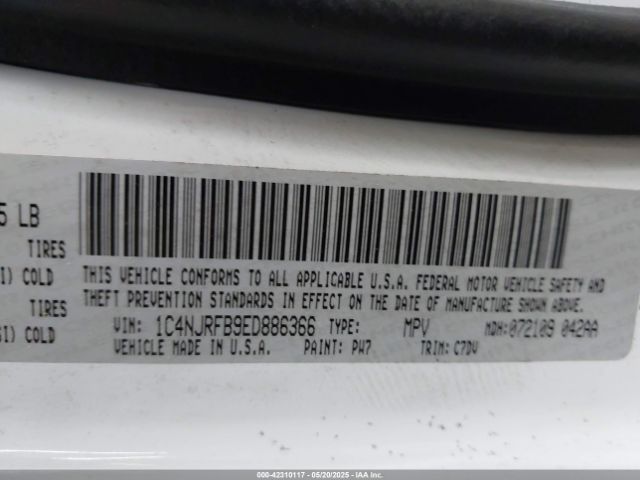 5 LB
TIRES
I) COLD
TIRES
SI) COLD
THIS VEHICLE CONFORMS TO ALL APPLICABLE U.S.A. FEDERAL MOTOR VEHICLE SAFETY AND
THEFT PREVENTION STANDARDS IN EFFECT ON THE DATE OF MANUFACTURE SHOWN ABOVE.
VIN: 1C4NJRFB9ED886366 TYPE: MPV MDH:072109 042AA
VEHICLE MADE IN U.S.A. PAINT: PW7 TRIM: C7DV
000-42310117 — 05/20/2025 — IAA Inc.